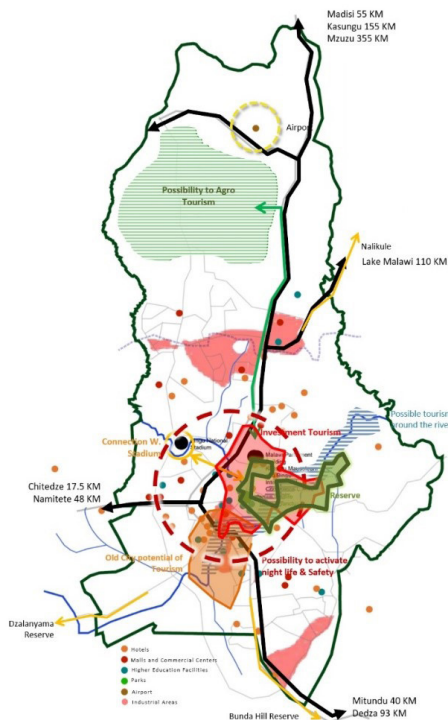 Madisi 55 KM
Kasungu 155 KM
Mzuzu 355 KM
Airport
Possibility to Agro
Tourism
Nalikule
Lake Malawi 110 KM
Possible tourism
around the river
Investment Tourism
Connection W.
Stadium
National
Stadium
Chitedze 17.5 KM
Namitete 48 KM
Reserve
Old City potential of
Tourism
Possibility to activate
night life & Safety
Dzalanyama
Reserve
Hotels
Malls and Commercial Centers
Higher Education Facilities
Parks
Airport
Industrial Areas
Bunda Hill Reserve
Mitundu 40 KM
Dedza 93 KM